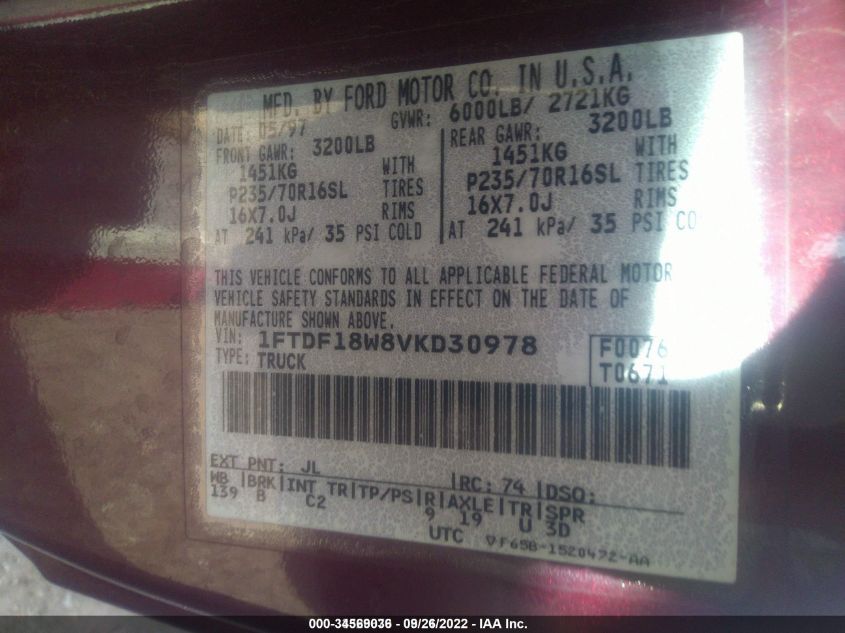 MFD. BY FORD MOTOR CO. IN U.S.A.
DATE: 05/97 GVWR: 6000LB/ 2721KG
FRONT GAWR: 3200LB REAR GAWR: 3200LB
1451KG WITH 1451KG WITH
P235/70R16SL TIRES P235/70R16SL TIRES
16X7.0J RIMS 16X7.0J RIMS
AT 241 kPa/ 35 PSI COLD AT 241 kPa/ 35 PSI CO
THIS VEHICLE CONFORMS TO ALL APPLICABLE FEDERAL MOTOR
VEHICLE SAFETY STANDARDS IN EFFECT ON THE DATE OF
MANUFACTURE SHOWN ABOVE.
VIN: 1FTDF18W8VKD30978 F0076
TYPE: TRUCK T0671
EXT PNT: JL RC: 74 DSO:
WB BRK INT TR TP/PS R AXLE TR SPR
139 B C2 9 19 U 3D
UTC ▽F65B-1520472-AA
000-34569036 - 09/26/2022 - IAA Inc.